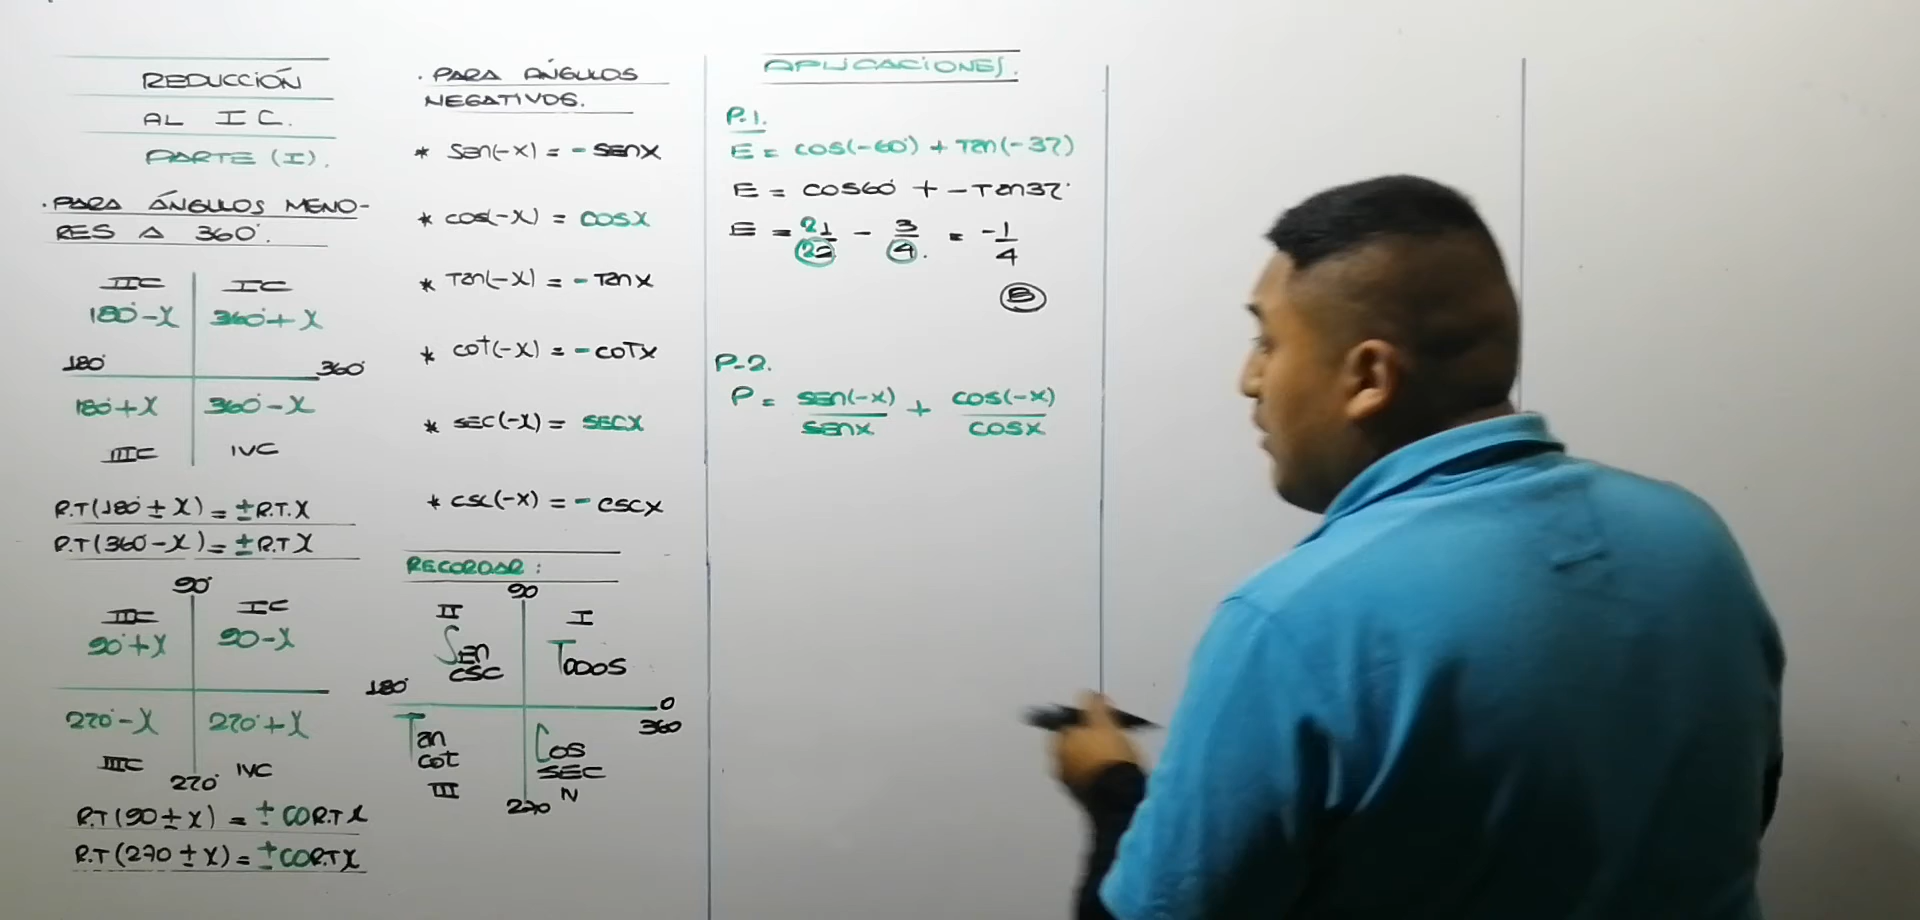 REDUCCIÓN
AL I C.
PARTE (I).
. PARA ÁNGULOS MENO-
RES A 360°.
IIC IC
180°-X 360°+X
180° 360°
180°+X 360°-X
IIIC IVC
R.T(180°±X)=±R.T.X
R.T(360°-X)=±R.TX
90°
IIC IC
90°+X 90-X
270°-X 270°+X
IIIC IVC
270°
R.T(90±X) = ±CO R.T X
R.T(270±X)=±CO R.T X
. PARA ÁNGULOS
NEGATIVOS.
* Sen(-X) = - SENX
* cos(-X) = COSX
* Tan(-X) = - TanX
* cot(-X) = - COTX
* SEC(-X) = SECX
* CSC(-X) = - CSCX
RECORDAR :
90
II I
SEn TODOS
CSC
180° 0
360
Tan COS
cot SEC
III IV
270
APLICACIONES.
P-1.
E = COS(-60°) + Tan(-37)
E = COS60° + - Tan37°
E = 21/22 - 3/4 = -1/4
B
P-2.
P = SEN(-X)/SENX + COS(-X)/COSX